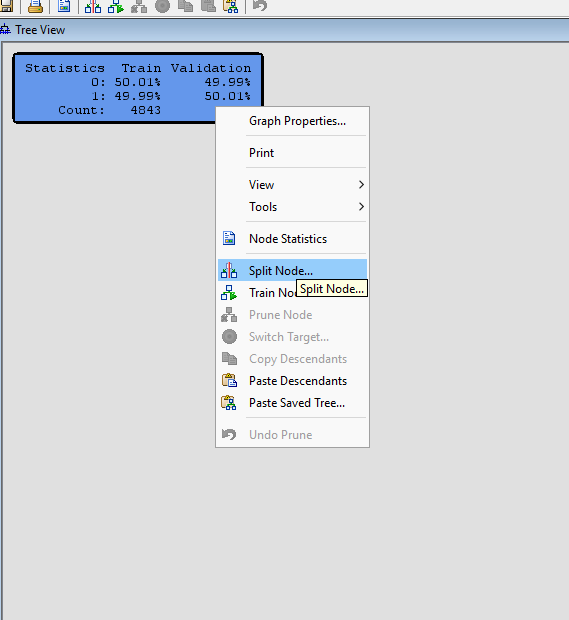 Tree View
Statistics Train Validation
0: 50.01% 49.99%
1: 49.99% 50.01%
Count: 4843
Graph Properties...
Print
View
Tools
Node Statistics
Split Node...
Split Node...
Train No
Prune Node
Switch Target...
Copy Descendants
Paste Descendants
Paste Saved Tree...
Undo Prune